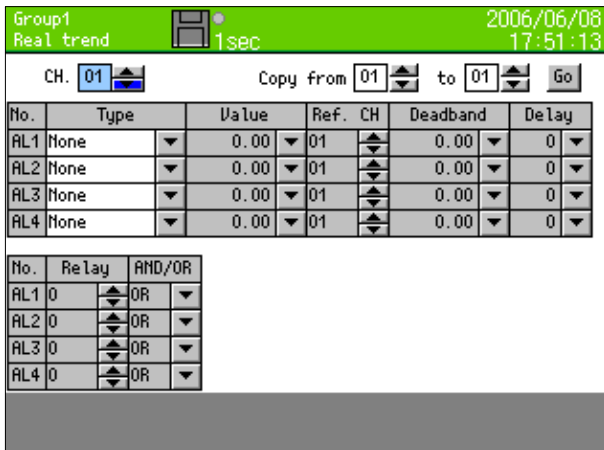 Group1 2006/06/08
Real trend 1sec 17:51:13
CH. 01 Copy from 01 to 01 Go
No. Type Value Ref. CH Deadband Delay
AL1 None 0.00 01 0.00 0
AL2 None 0.00 01 0.00 0
AL3 None 0.00 01 0.00 0
AL4 None 0.00 01 0.00 0
No. Relay AND/OR
AL1 0 OR
AL2 0 OR
AL3 0 OR
AL4 0 OR